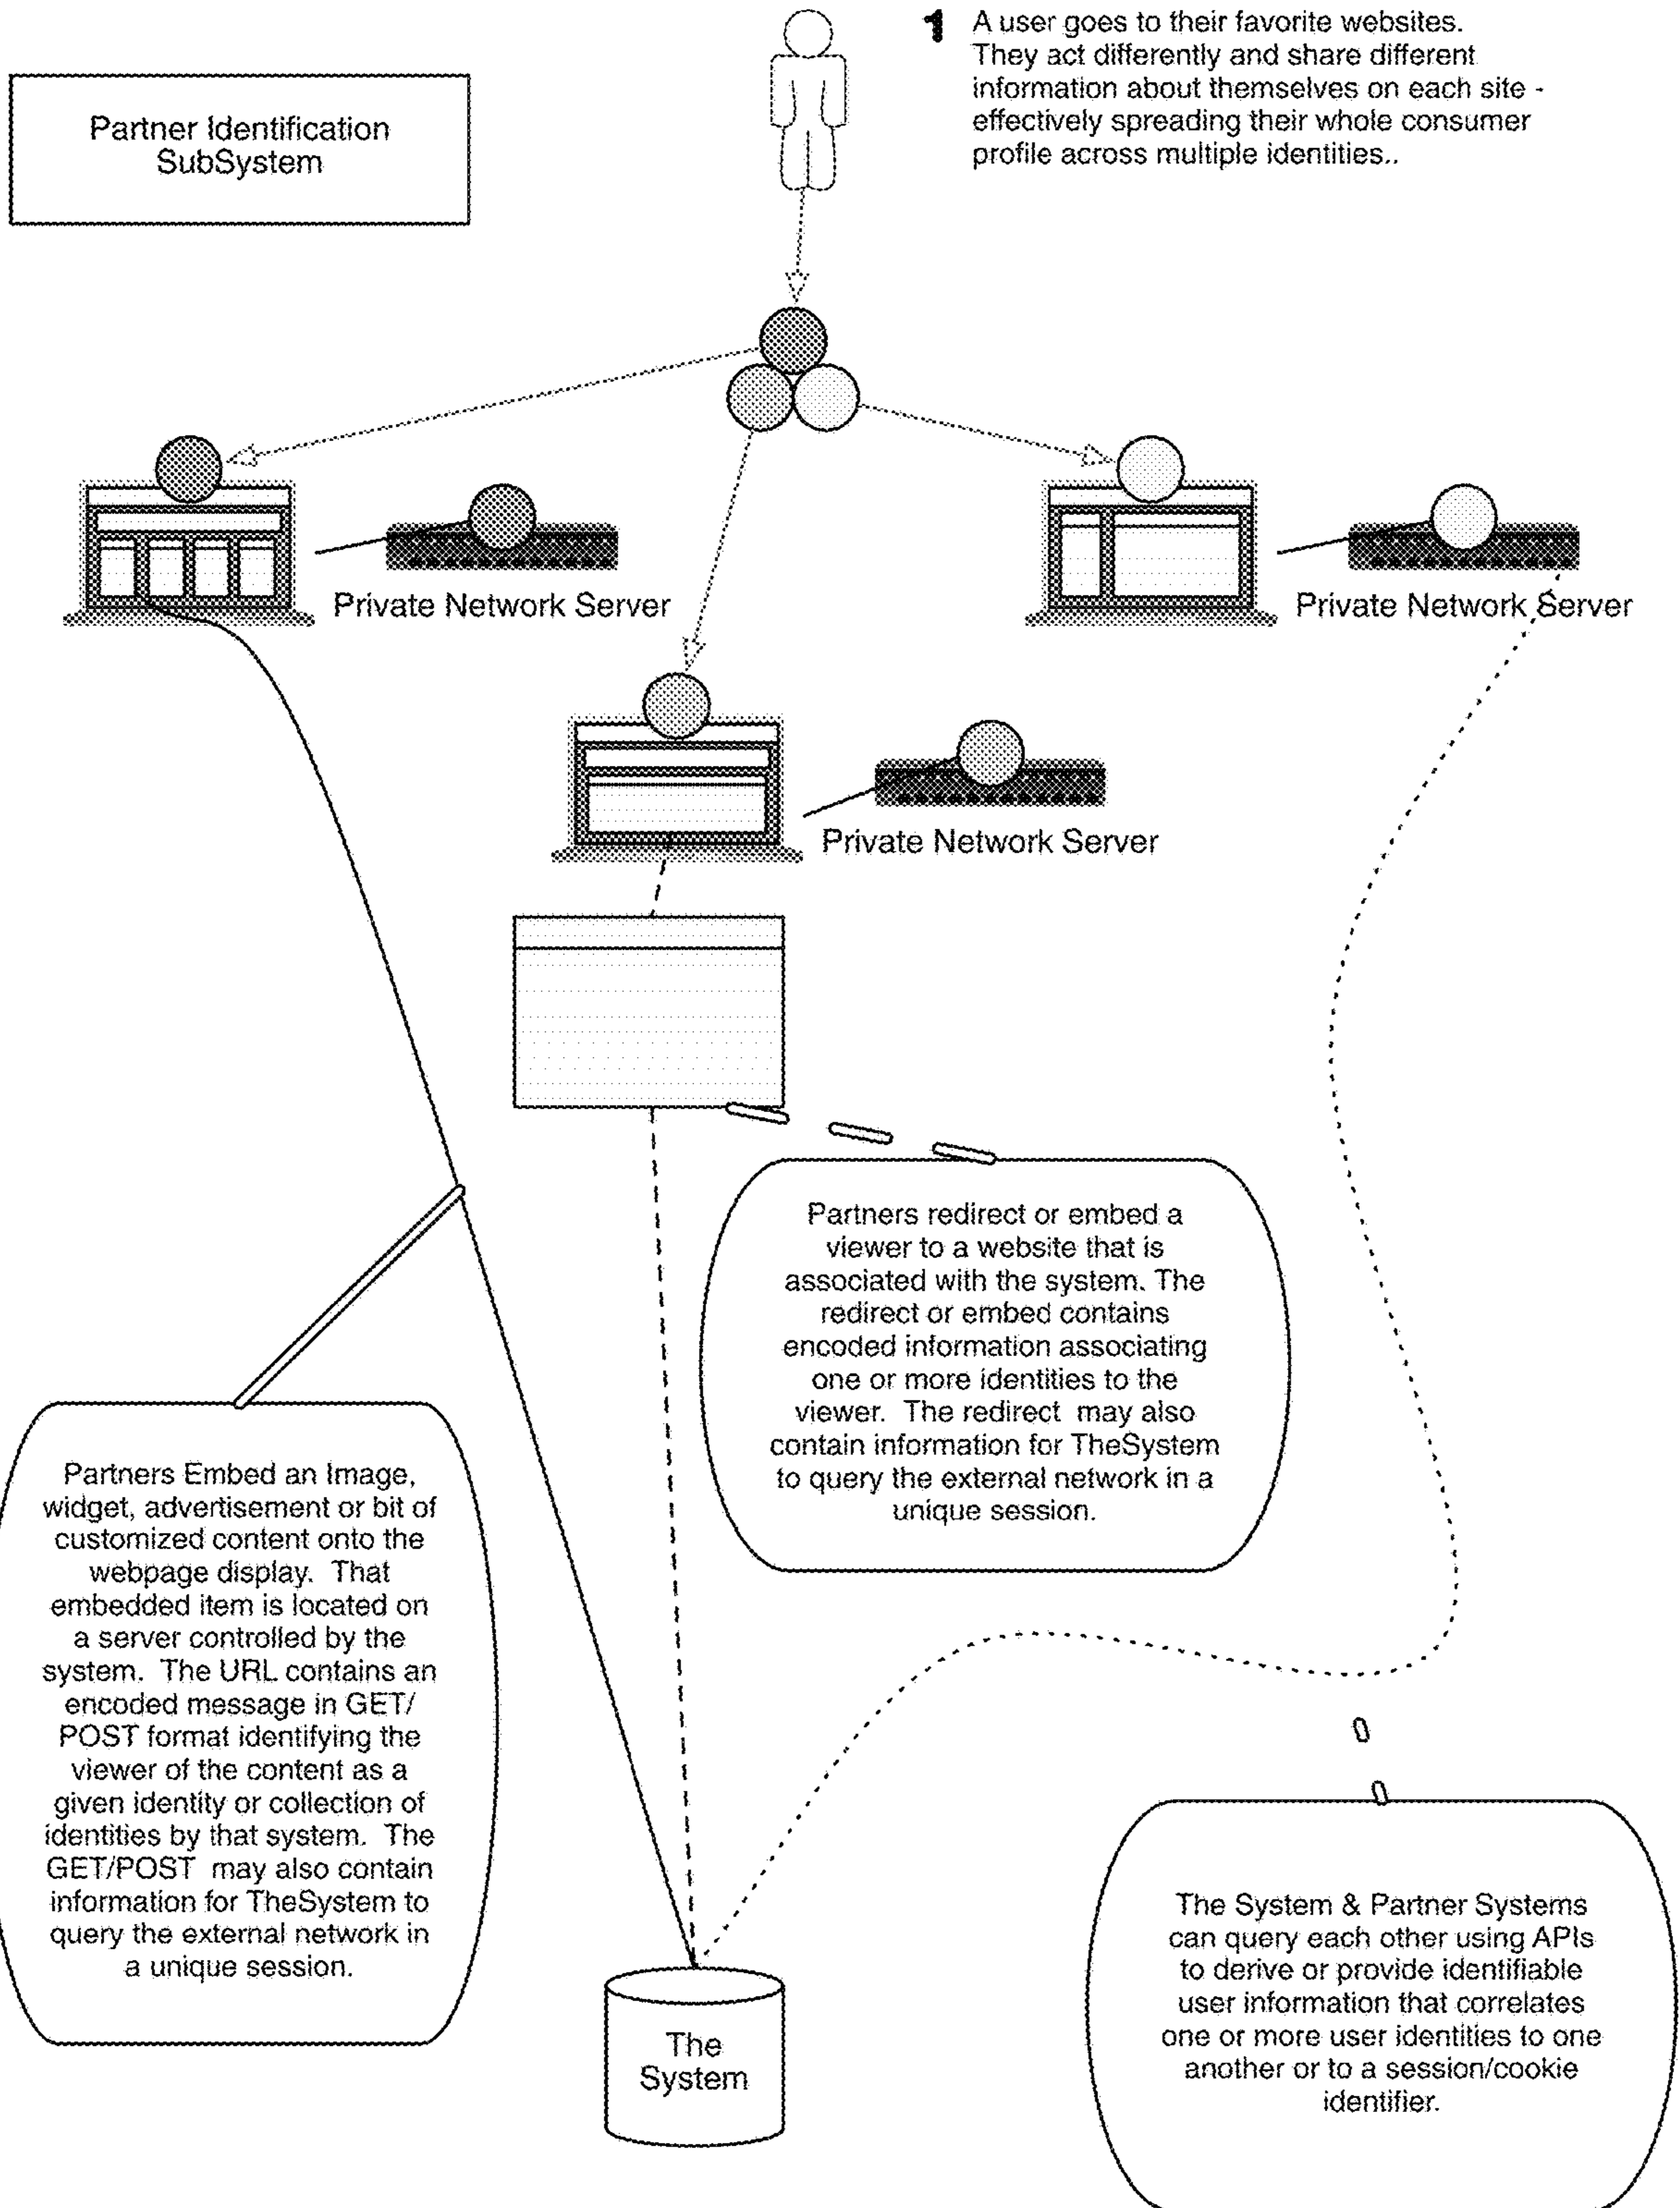 1 A user goes to their favorite websites.
They act differently and share different
information about themselves on each site -
effectively spreading their whole consumer
profile across multiple identities..
Partner Identification
SubSystem
Private Network Server
Private Network Server
Private Network Server
Partners redirect or embed a
viewer to a website that is
associated with the system. The
redirect or embed contains
encoded information associating
one or more identities to the
viewer. The redirect may also
contain information for TheSystem
to query the external network in a
unique session.
Partners Embed an Image,
widget, advertisement or bit of
customized content onto the
webpage display. That
embedded item is located on
a server controlled by the
system. The URL contains an
encoded message in GET/
POST format identifying the
viewer of the content as a
given identity or collection of
identities by that system. The
GET/POST may also contain
information for TheSystem to
query the external network in
a unique session.
The System & Partner Systems
can query each other using APIs
to derive or provide identifiable
user information that correlates
one or more user identities to one
another or to a session/cookie
identifier.
The
System